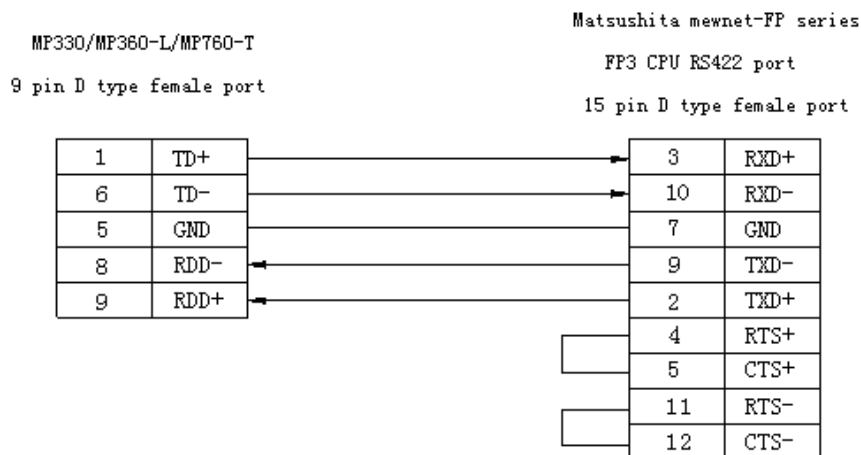 Matsushita mewnet-FP series
MP330/MP360-L/MP760-T
FP3 CPU RS422 port
9 pin D type female port
15 pin D type female port
1 TD+ 3 RXD+
6 TD- 10 RXD-
5 GND 7 GND
8 RDD- 9 TXD-
9 RDD+ 2 TXD+
4 RTS+
5 CTS+
11 RTS-
12 CTS-